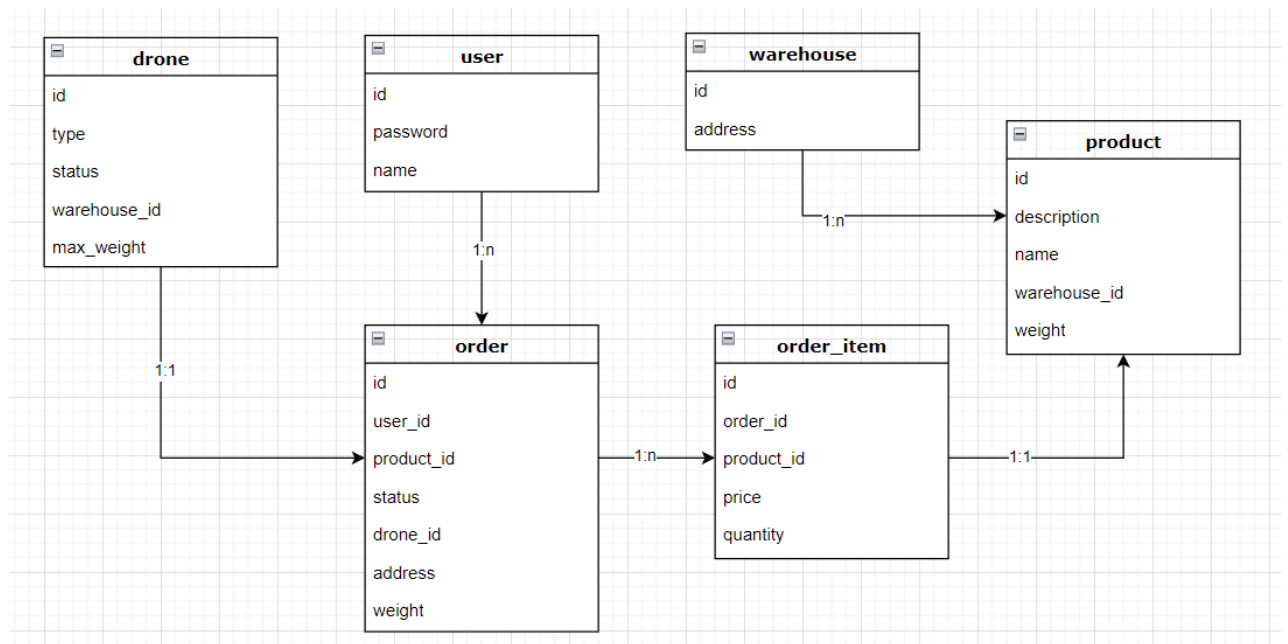 drone
id
type
status
warehouse_id
max_weight
user
id
password
name
warehouse
id
address
product
id
description
name
warehouse_id
weight
1:n
1:n
1:1
order
id
user_id
product_id
status
drone_id
address
weight
1:n
order_item
id
order_id
product_id
price
quantity
1:1